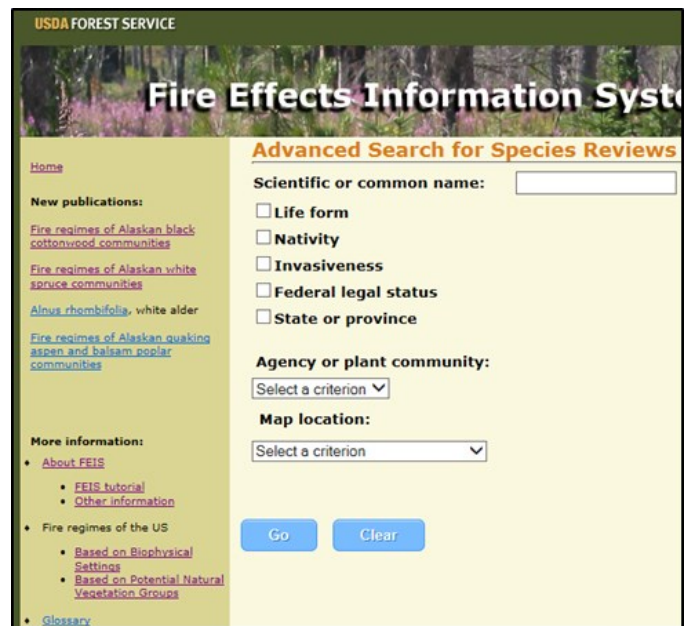 USDA FOREST SERVICE
Fire Effects Information Syst
Home
New publications:
Fire regimes of Alaskan black
cottonwood communities
Fire regimes of Alaskan white
spruce communities
Alnus rhombifolia, white alder
Fire regimes of Alaskan quaking
aspen and balsam poplar
communities
More information:
About FEIS
FEIS tutorial
Other information
Fire regimes of the US
Based on Biophysical
Settings
Based on Potential Natural
Vegetation Groups
Glossary
Advanced Search for Species Reviews
Scientific or common name:
Life form
Nativity
Invasiveness
Federal legal status
State or province
Agency or plant community:
Select a criterion
Map location:
Select a criterion
Go Clear